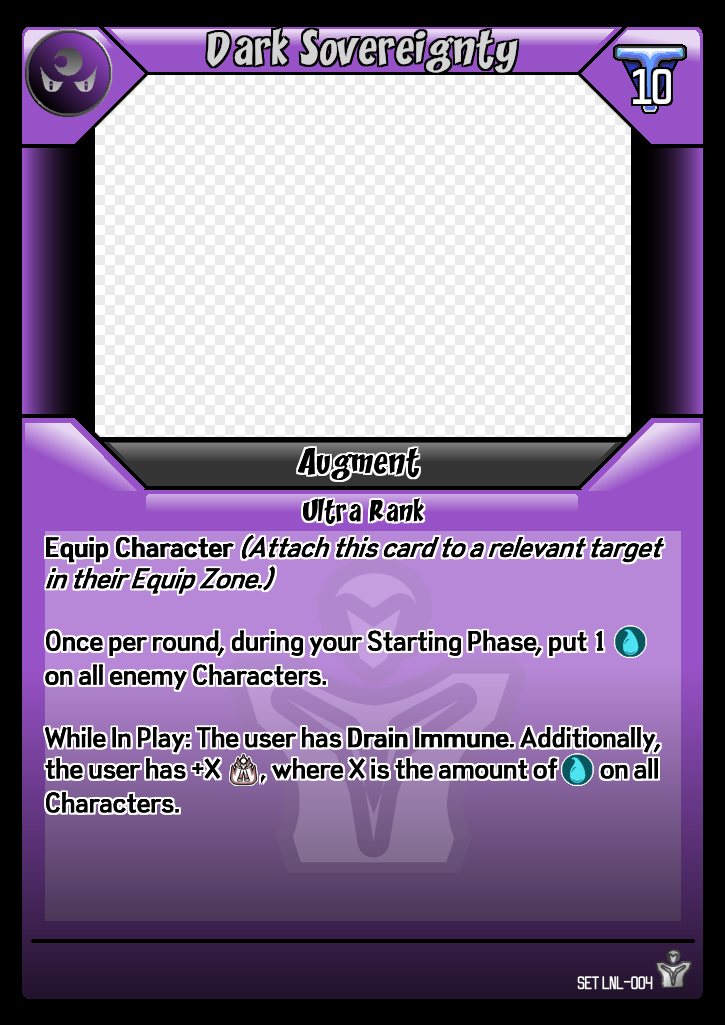 Dark Sovereignty
10
Augment
Ultra Rank
Equip Character (Attach this card to a relevant target
in their Equip Zone.)
Once per round, during your Starting Phase, put 1
on all enemy Characters.
While In Play: The user has Drain Immune. Additionally,
the user has +X , where X is the amount of on all
Characters.
SET LNL-004